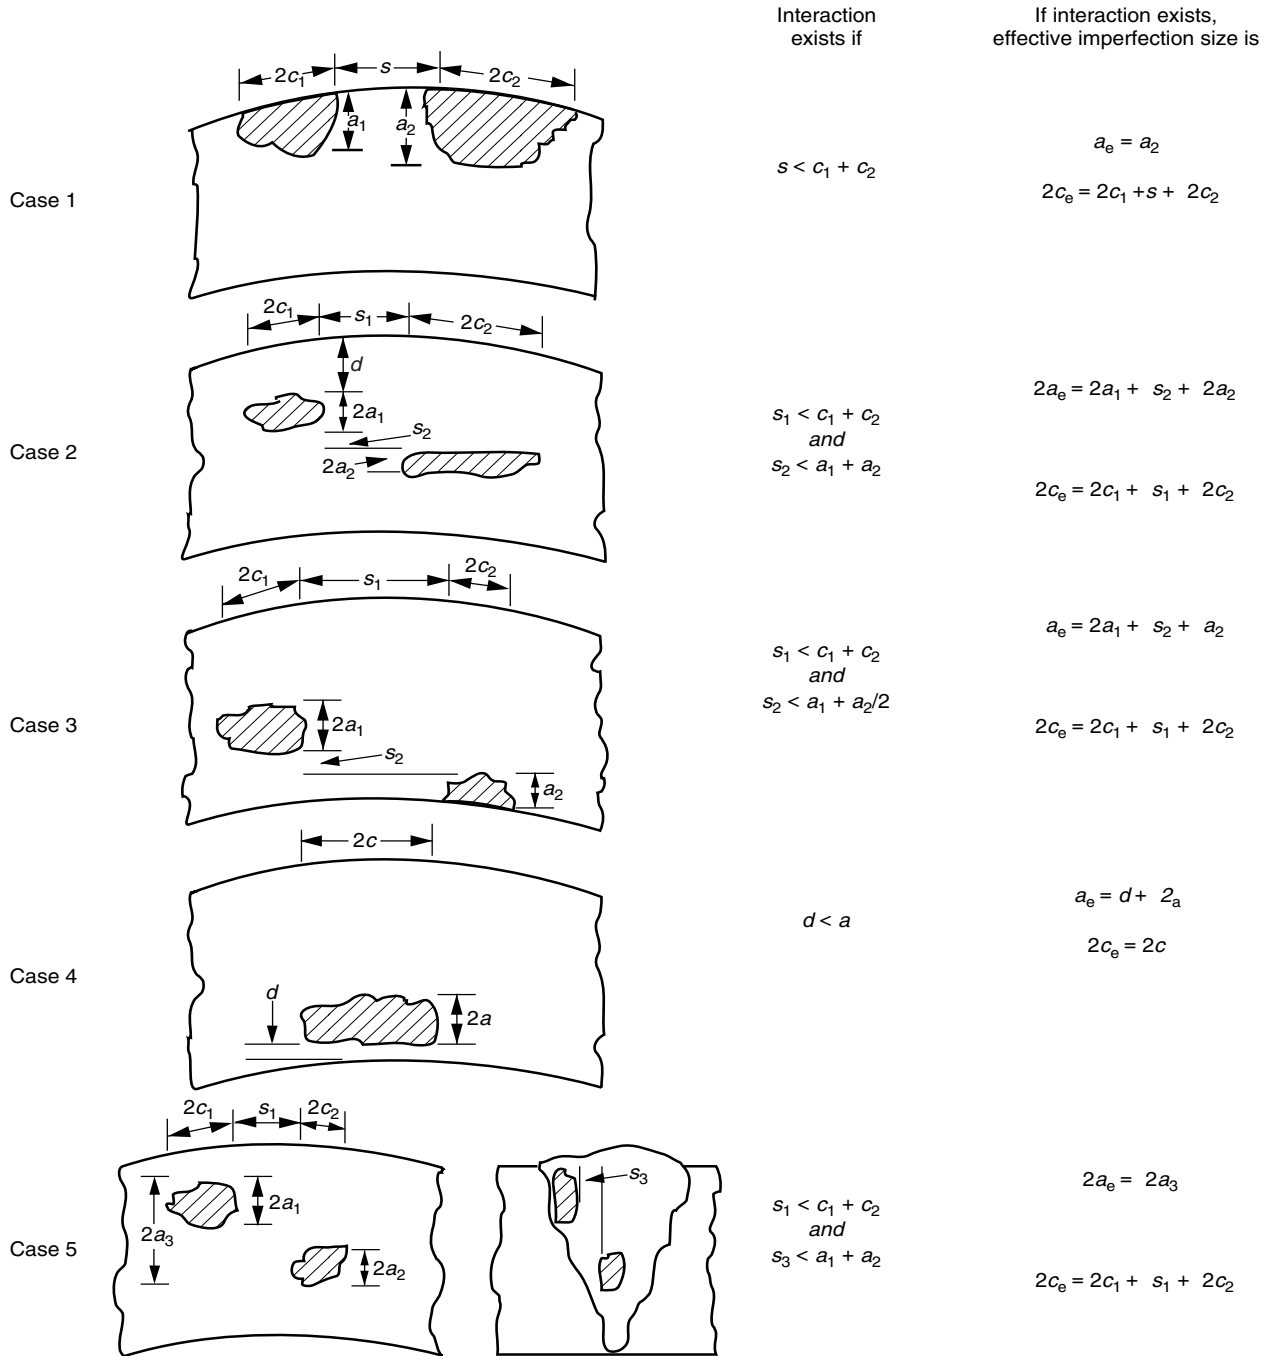 Interaction
exists if
If interaction exists,
effective imperfection size is
2c₁
s
2c₂
a₁
a₂
Case 1
s < c₁ + c₂
aₑ = a₂
2cₑ = 2c₁ +s + 2c₂
2c₁
s₁
2c₂
d
2a₁
s₂
2a₂
Case 2
s₁ < c₁ + c₂
and
s₂ < a₁ + a₂
2aₑ = 2a₁ + s₂ + 2a₂
2cₑ = 2c₁ + s₁ + 2c₂
2c₁
s₁
2c₂
2a₁
s₂
a₂
Case 3
s₁ < c₁ + c₂
and
s₂ < a₁ + a₂/2
aₑ = 2a₁ + s₂ + a₂
2cₑ = 2c₁ + s₁ + 2c₂
2c
d
2a
Case 4
d < a
aₑ = d + 2ₐ
2cₑ = 2c
2c₁
s₁
2c₂
2a₁
2a₃
2a₂
s₃
Case 5
s₁ < c₁ + c₂
and
s₃ < a₁ + a₂
2aₑ = 2a₃
2cₑ = 2c₁ + s₁ + 2c₂